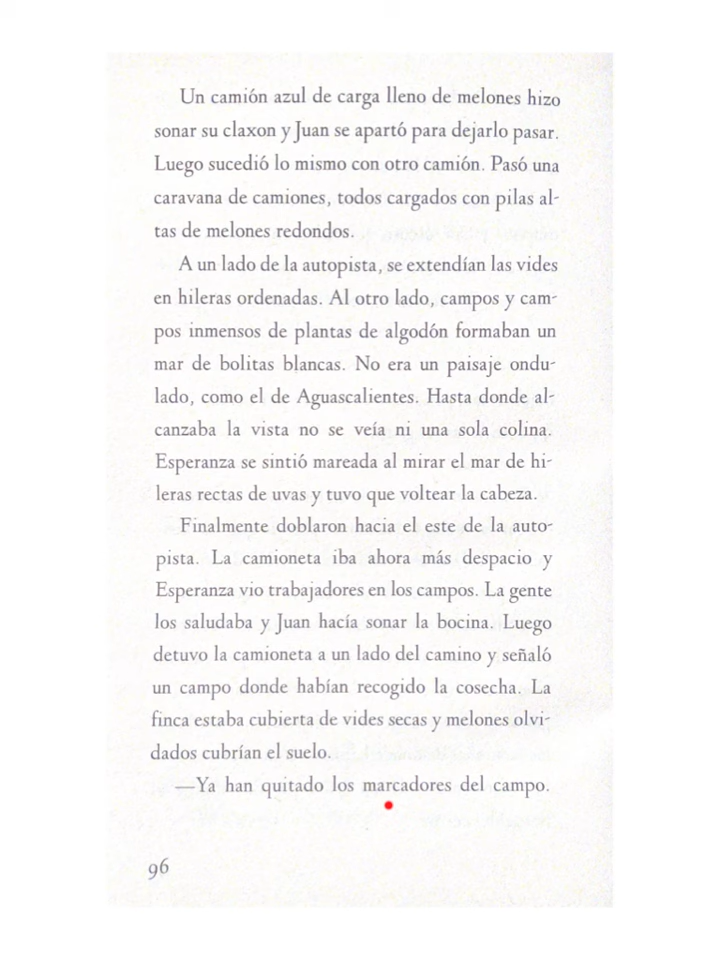 Un camión azul de carga lleno de melones hizo
sonar su claxon y Juan se apartó para dejarlo pasar.
Luego sucedió lo mismo con otro camión. Pasó una
caravana de camiones, todos cargados con pilas al-
tas de melones redondos.
A un lado de la autopista, se extendían las vides
en hileras ordenadas. Al otro lado, campos y cam-
pos inmensos de plantas de algodón formaban un
mar de bolitas blancas. No era un paisaje ondu-
lado, como el de Aguascalientes. Hasta donde al-
canzaba la vista no se veía ni una sola colina.
Esperanza se sintió mareada al mirar el mar de hi-
leras rectas de uvas y tuvo que voltear la cabeza.
Finalmente doblaron hacia el este de la auto-
pista. La camioneta iba ahora más despacio y
Esperanza vio trabajadores en los campos. La gente
los saludaba y Juan hacía sonar la bocina. Luego
detuvo la camioneta a un lado del camino y señaló
un campo donde habían recogido la cosecha. La
finca estaba cubierta de vides secas y melones olvi-
dados cubrían el suelo.
—Ya han quitado los marcadores del campo.
96